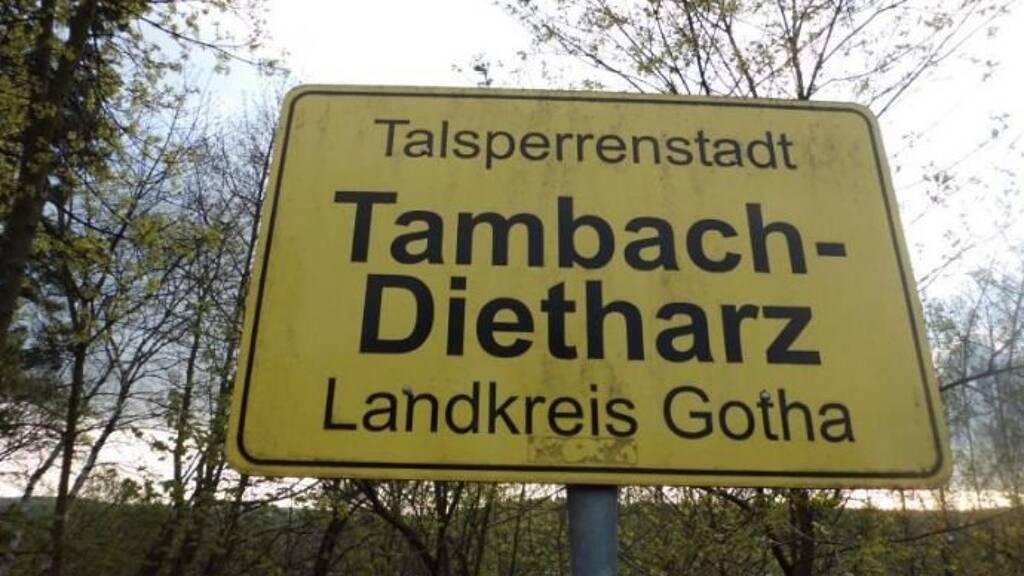 Talsperrenstadt
Tambach-
Dietharz
Landkreis Gotha